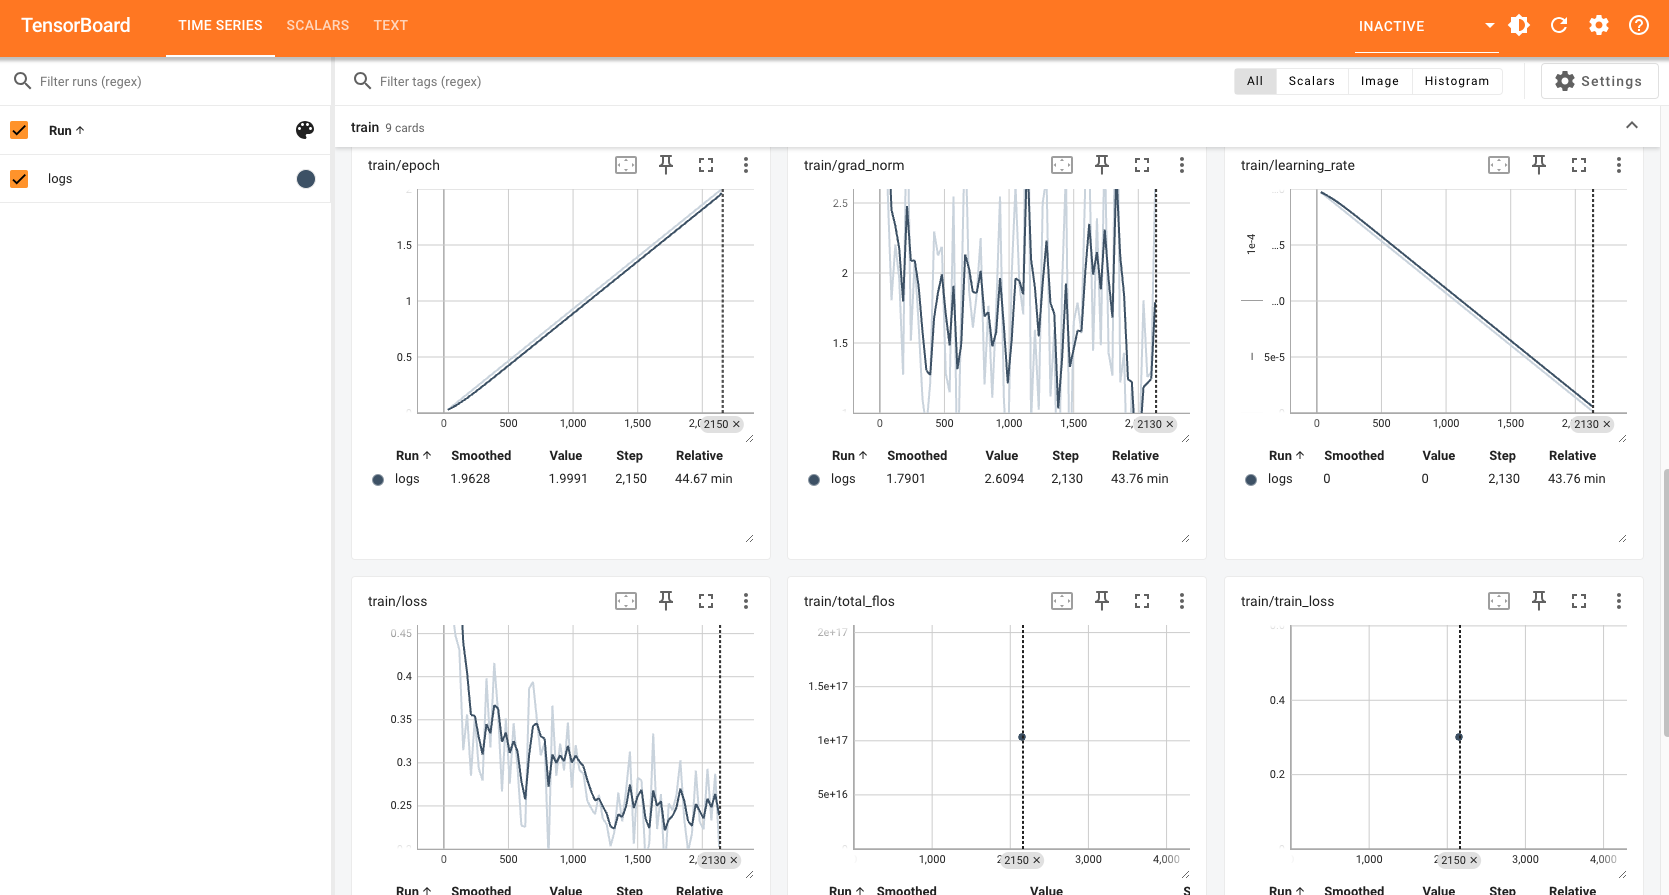 TensorBoard TIME SERIES SCALARS TEXT INACTIVE
Filter runs (regex)
Filter tags (regex) All Scalars Image Histogram Settings
Run ↑
logs
train 9 cards
train/epoch
1.5
1
0.5
0 500 1,000 1,500 2,0 2150 ×
Run ↑ Smoothed Value Step Relative
logs 1.9628 1.9991 2,150 44.67 min
train/grad_norm
2.5
2
1.5
0 500 1,000 1,500 2, 2130 ×
Run ↑ Smoothed Value Step Relative
logs 1.7901 2.6094 2,130 43.76 min
train/learning_rate
1e-4
...5
...0
5e-5
0 500 1,000 1,500 2, 2130 ×
Run ↑ Smoothed Value Step Relative
logs 0 0 2,130 43.76 min
train/loss
0.45
0.4
0.35
0.3
0.25
0 500 1,000 1,500 2, 2130 ×
Run ↑ Smoothed Value Step Relative
train/total_flos
2e+17
1.5e+17
1e+17
5e+16
1,000 2 2150 × 3,000 4,000
Run ↑ Smoothed Value S
train/train_loss
0.4
0.2
1,000 2 2150 × 3,000 4,000
Run ↑ Smoothed Value Step Relative